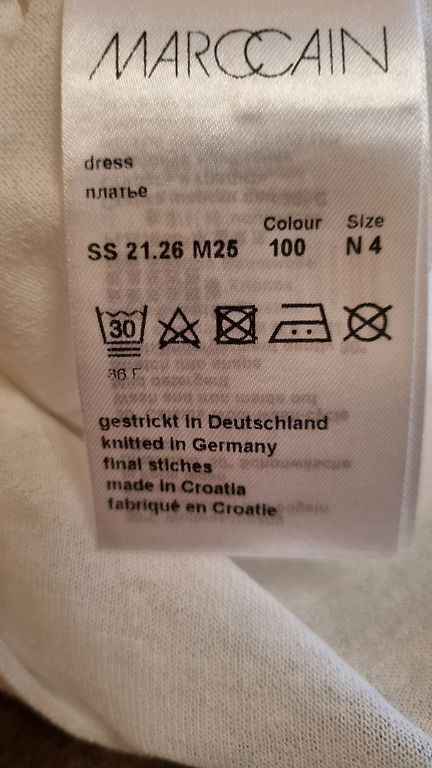 MARCCAIN
dress
платье
Colour Size
SS 21.26 M25 100 N 4
30
86 F
gestrickt in Deutschland
knitted in Germany
final stiches
made in Croatia
fabriqué en Croatie